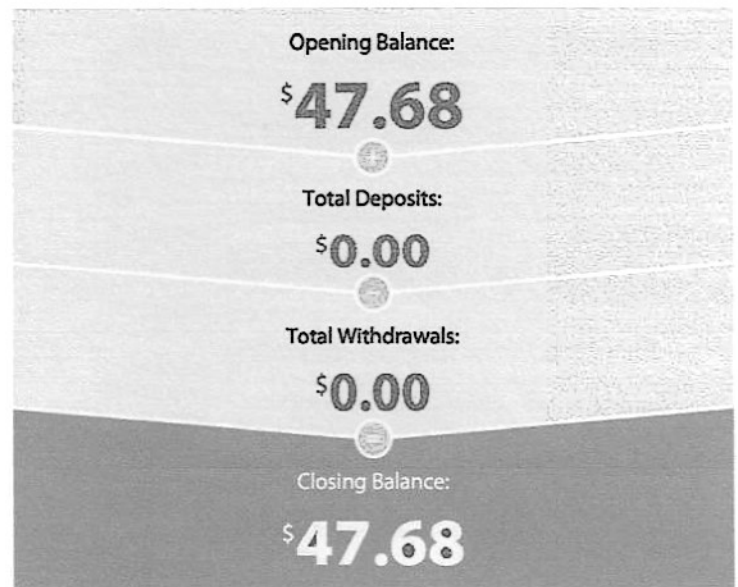 Opening Balance:
$47.68
+
Total Deposits:
$0.00
-
Total Withdrawals:
$0.00
=
Closing Balance:
$47.68